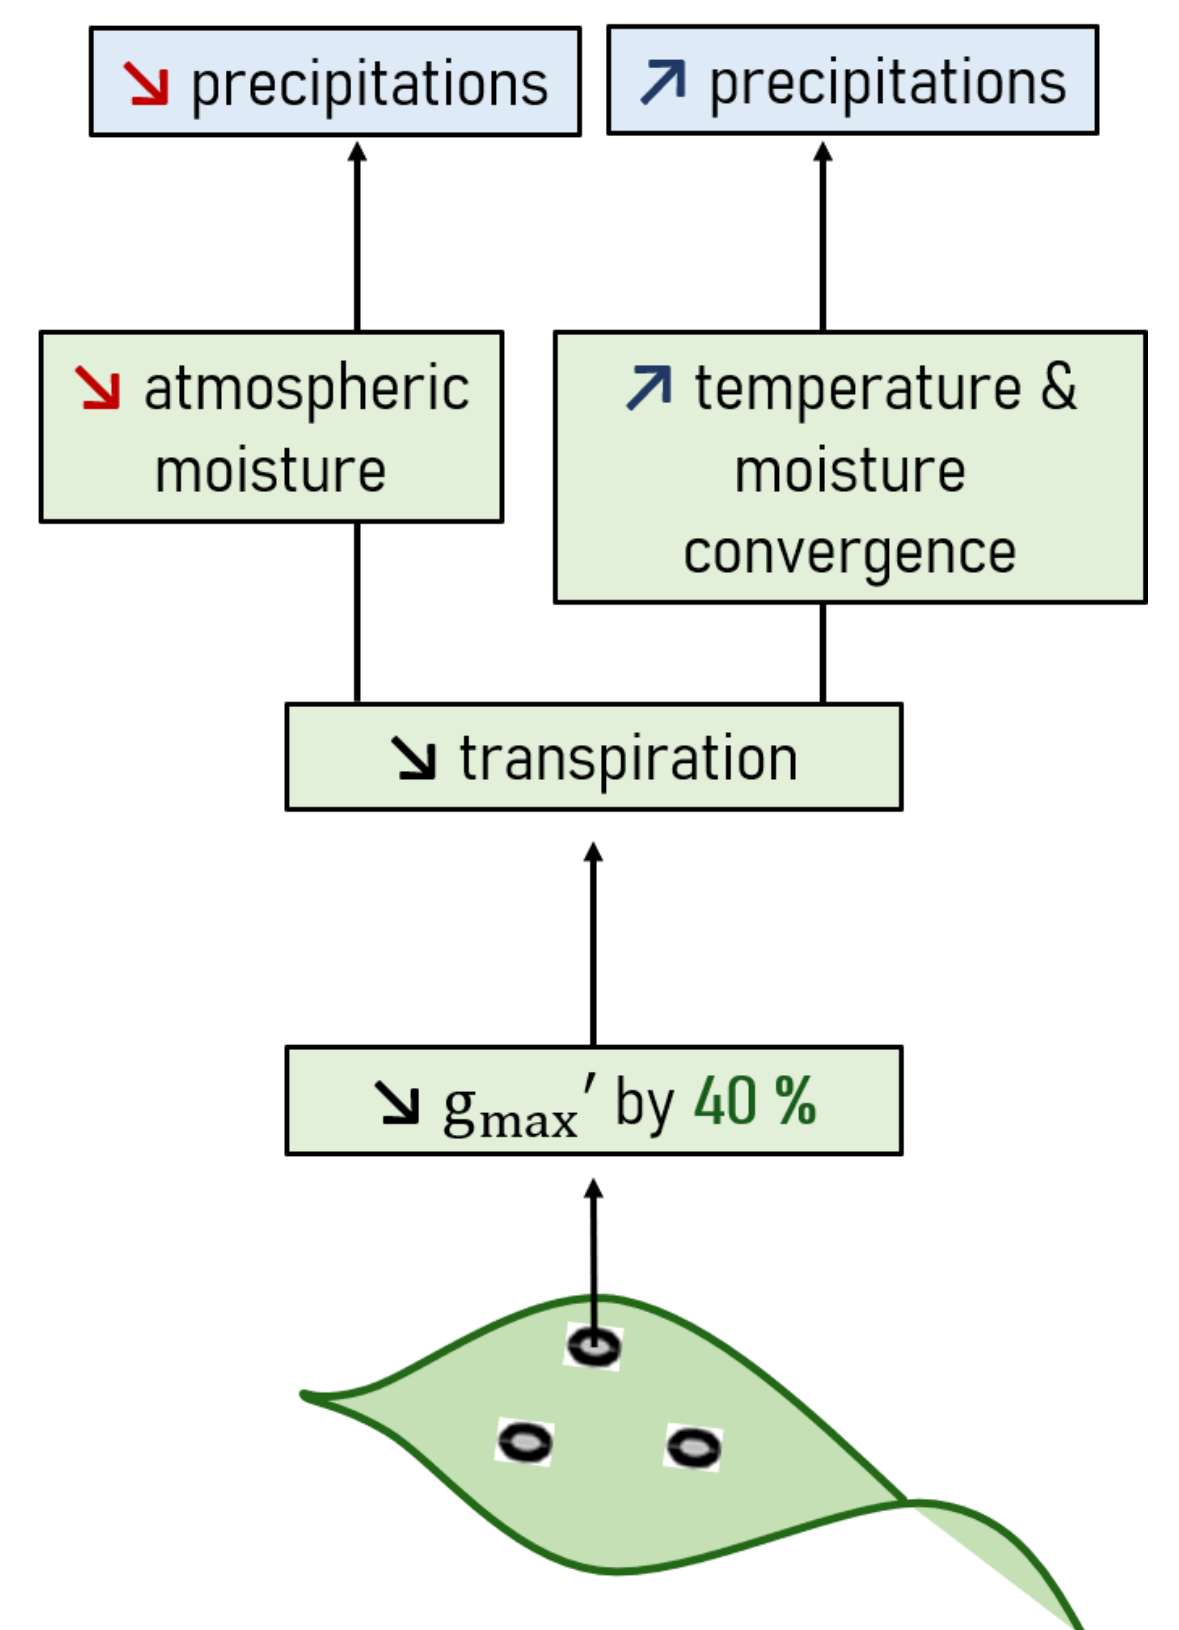 ↘ precipitations
↗ precipitations
↘ atmospheric
moisture
↗ temperature &
moisture
convergence
↘ transpiration
↘ gmax′ by 40 %